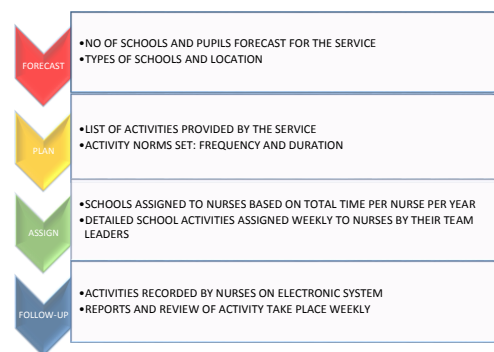 FORECAST
•NO OF SCHOOLS AND PUPILS FORECAST FOR THE SERVICE
•TYPES OF SCHOOLS AND LOCATION
PLAN
•LIST OF ACTIVITIES PROVIDED BY THE SERVICE
•ACTIVITY NORMS SET: FREQUENCY AND DURATION
ASSIGN
•SCHOOLS ASSIGNED TO NURSES BASED ON TOTAL TIME PER NURSE PER YEAR
•DETAILED SCHOOL ACTIVITIES ASSIGNED WEEKLY TO NURSES BY THEIR TEAM
LEADERS
FOLLOW-UP
•ACTIVITIES RECORDED BY NURSES ON ELECTRONIC SYSTEM
•REPORTS AND REVIEW OF ACTIVITY TAKE PLACE WEEKLY